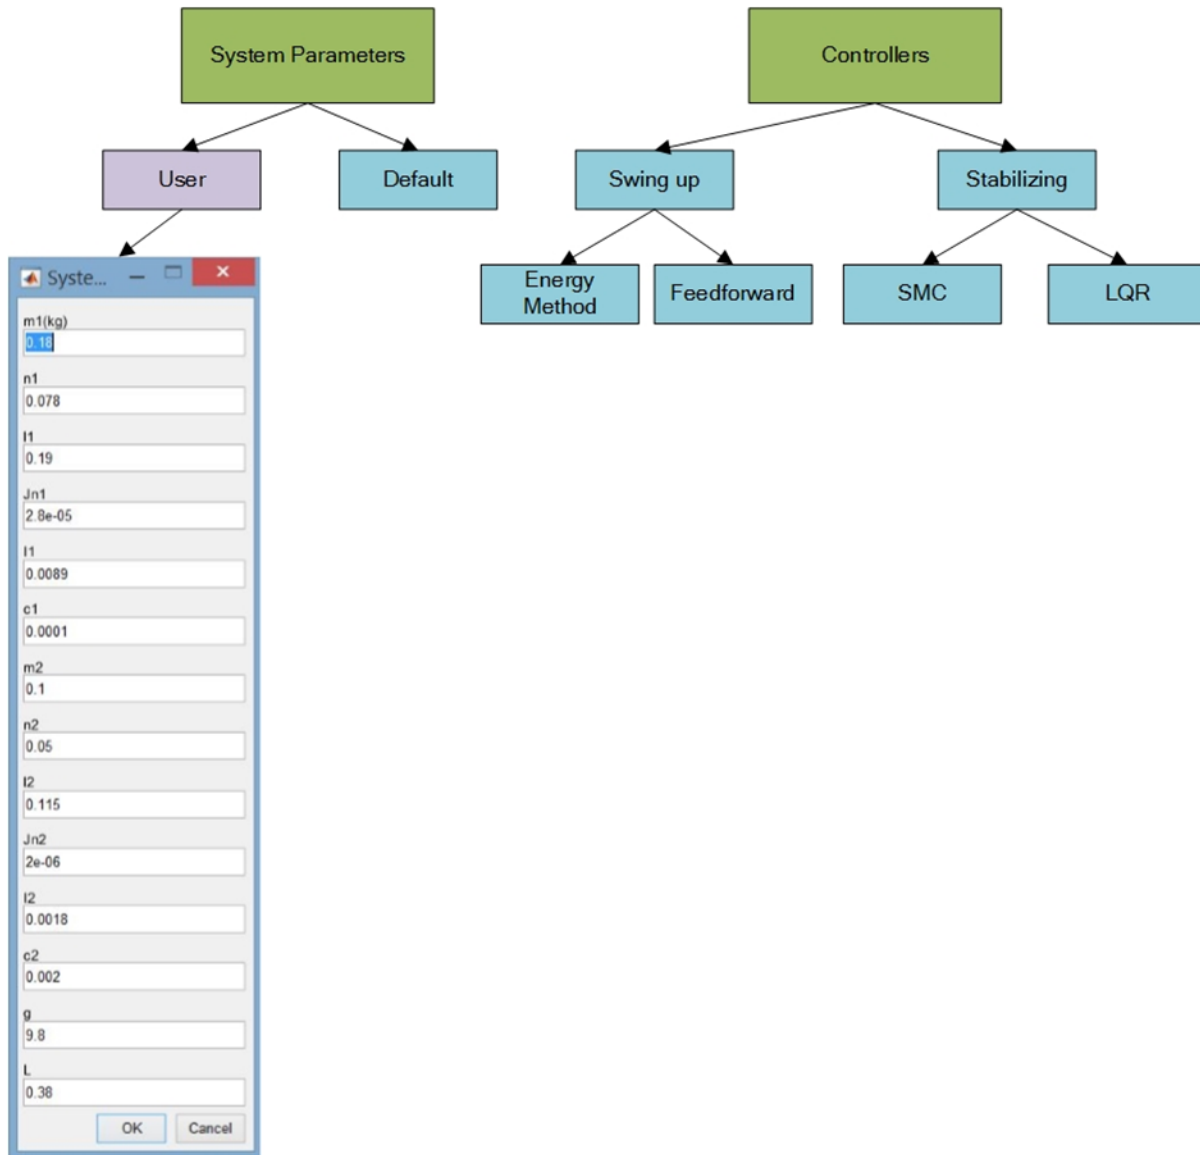 System Parameters
Controllers
User
Default
Swing up
Stabilizing
Energy
Method
Feedforward
SMC
LQR
Syste...
m1(kg)
0.18
n1
0.078
l1
0.19
Jn1
2.8e-05
I1
0.0089
c1
0.0001
m2
0.1
n2
0.05
l2
0.115
Jn2
2e-06
I2
0.0018
c2
0.002
g
9.8
L
0.38
OK Cancel